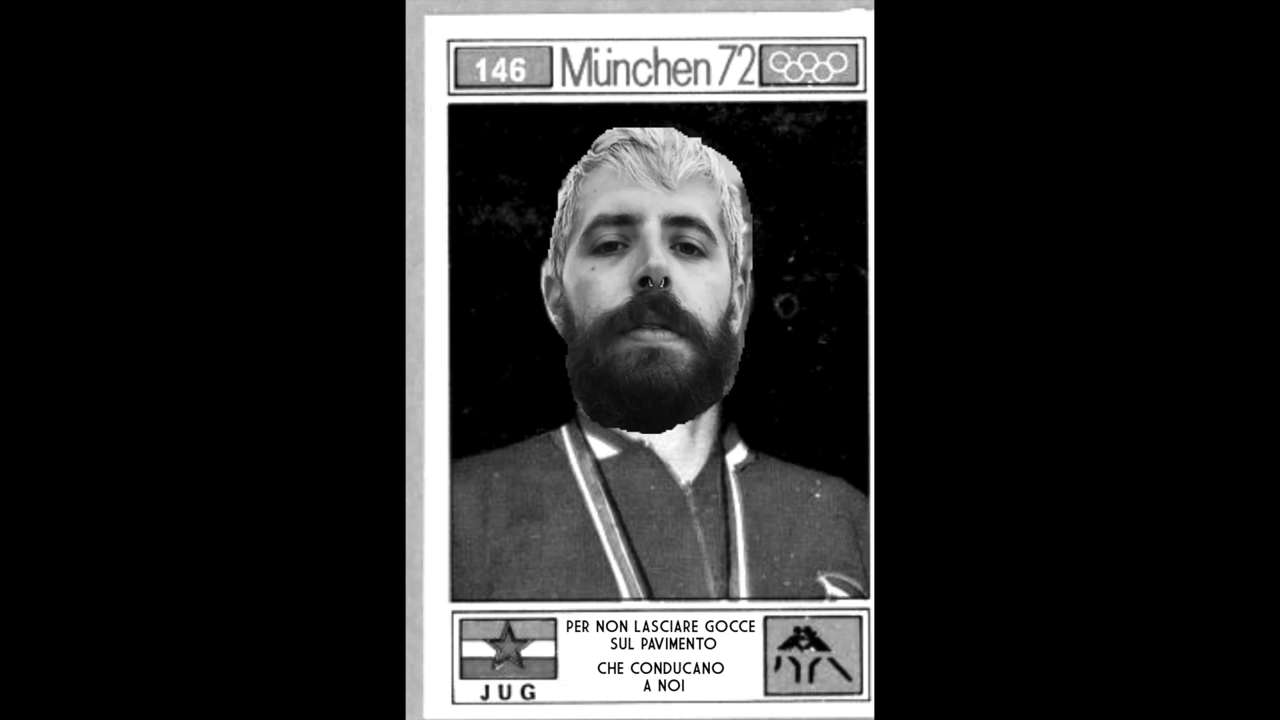 146 München 72
PER NON LASCIARE GOCCE
SUL PAVIMENTO
CHE CONDUCANO
A NOI
JUG